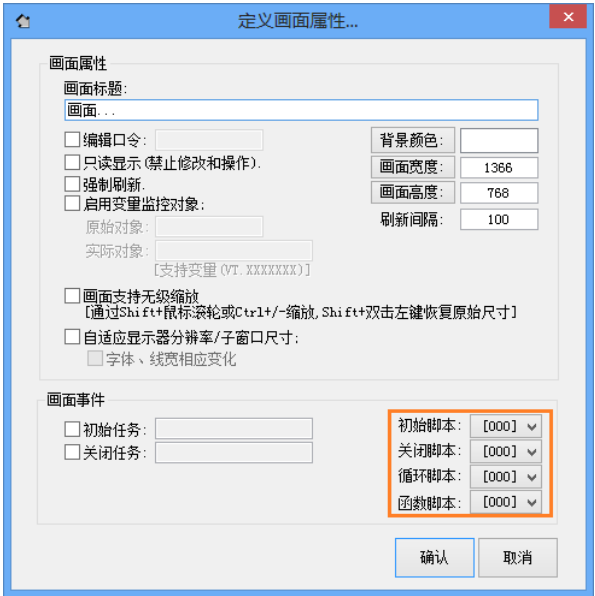 定义画面属性...
画面属性
画面标题:
画面...
编辑口令:
背景颜色:
只读显示(禁止修改和操作).
画面宽度: 1366
强制刷新.
画面高度: 768
启用变量监控对象;
刷新间隔: 100
原始对象:
实际对象:
[支持变量(VT.XXXXXXX)]
画面支持无级缩放
[通过Shift+鼠标滚轮或Ctrl+/-缩放,Shift+双击左键恢复原始尺寸]
自适应显示器分辨率/子窗口尺寸;
字体、线宽相应变化
画面事件
初始任务:
初始脚本: [000]
关闭任务:
关闭脚本: [000]
循环脚本: [000]
函数脚本: [000]
确认 取消